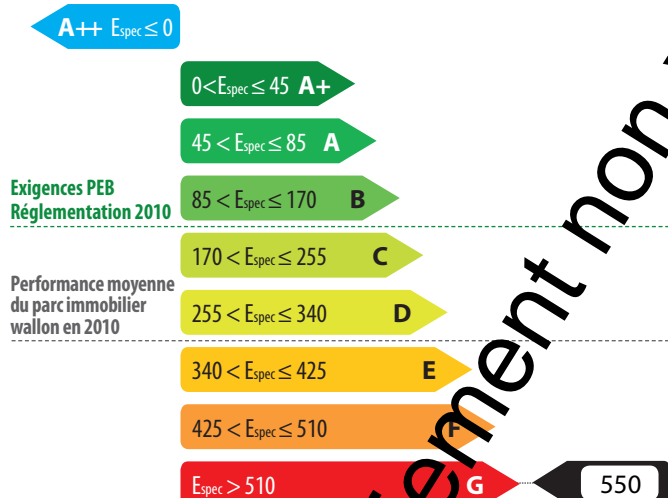 A++ Espec ≤ 0
0 < Espec ≤ 45 A+
45 < Espec ≤ 85 A
Exigences PEB
Réglementation 2010
85 < Espec ≤ 170 B
170 < Espec ≤ 255 C
Performance moyenne
du parc immobilier
wallon en 2010
255 < Espec ≤ 340 D
340 < Espec ≤ 425 E
425 < Espec ≤ 510 F
Espec > 510 G
550
ement non